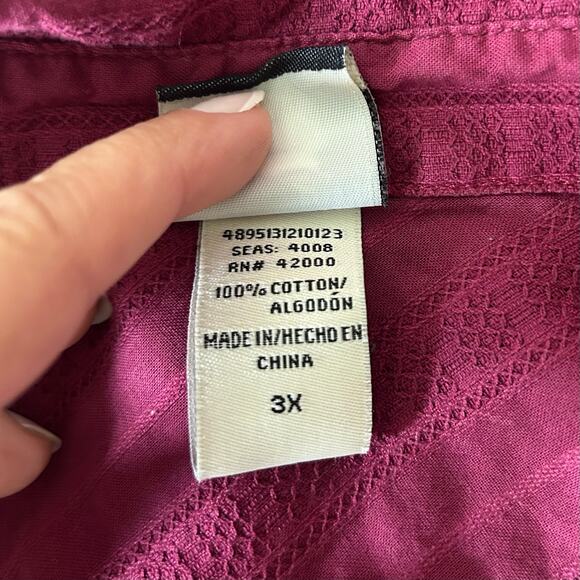 4895131210123
SEAS: 4008
RN# 42000
100% COTTON/
ALGODÓN
MADE IN/HECHO EN
CHINA
3X